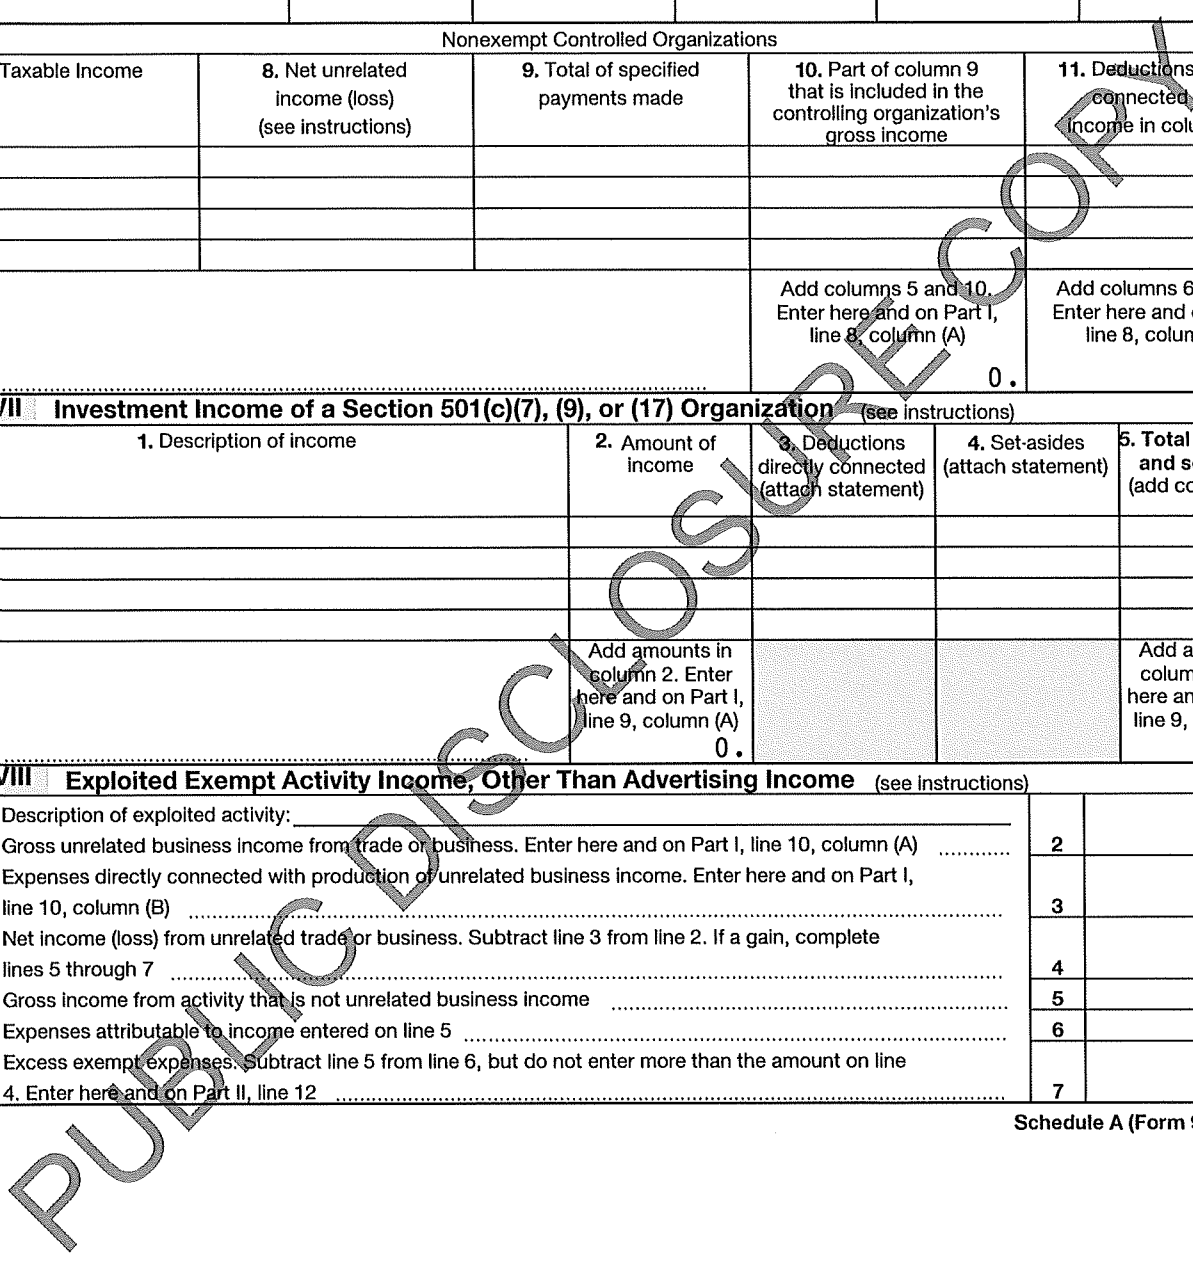 Nonexempt Controlled Organizations
Taxable Income
8. Net unrelated
income (loss)
(see instructions)
9. Total of specified
payments made
10. Part of column 9
that is included in the
controlling organization's
gross income
11. Deductions
connected
income in colu
Add columns 5 and 10.
Enter here and on Part I,
line 8, column (A)
0.
Add columns 6
Enter here and
line 8, colum
VII Investment Income of a Section 501(c)(7), (9), or (17) Organization (see instructions)
1. Description of income
2. Amount of
income
3. Deductions
directly connected
(attach statement)
4. Set-asides
(attach statement)
5. Total
and s
(add co
Add amounts in
column 2. Enter
here and on Part I,
line 9, column (A)
0.
Add a
colum
here an
line 9,
VIII Exploited Exempt Activity Income, Other Than Advertising Income (see instructions)
Description of exploited activity:
Gross unrelated business income from trade or business. Enter here and on Part I, line 10, column (A) 2
Expenses directly connected with production of unrelated business income. Enter here and on Part I,
line 10, column (B) 3
Net income (loss) from unrelated trade or business. Subtract line 3 from line 2. If a gain, complete
lines 5 through 7 4
Gross income from activity that is not unrelated business income 5
Expenses attributable to income entered on line 5 6
Excess exempt expenses. Subtract line 5 from line 6, but do not enter more than the amount on line
4. Enter here and on Part II, line 12 7
Schedule A (Form 9
PUBLIC DISCLOSURE COPY